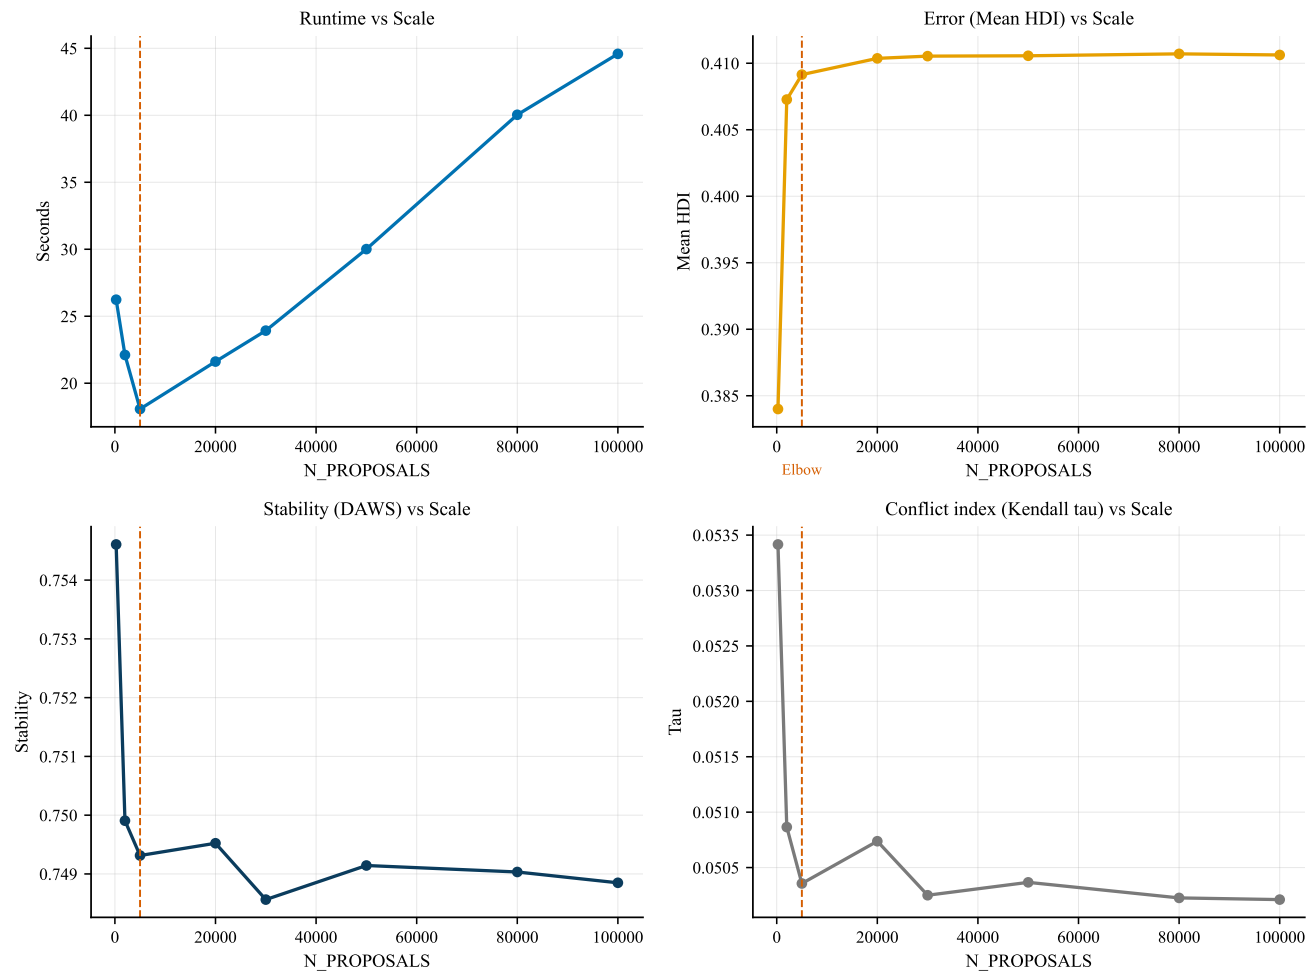 Runtime vs Scale
Seconds
45
40
35
30
25
20
0 20000 40000 60000 80000 100000
N_PROPOSALS
Error (Mean HDI) vs Scale
Mean HDI
0.410
0.405
0.400
0.395
0.390
0.385
0 20000 40000 60000 80000 100000
Elbow
N_PROPOSALS
Stability (DAWS) vs Scale
Stability
0.754
0.753
0.752
0.751
0.750
0.749
0 20000 40000 60000 80000 100000
N_PROPOSALS
Conflict index (Kendall tau) vs Scale
Tau
0.0535
0.0530
0.0525
0.0520
0.0515
0.0510
0.0505
0 20000 40000 60000 80000 100000
N_PROPOSALS